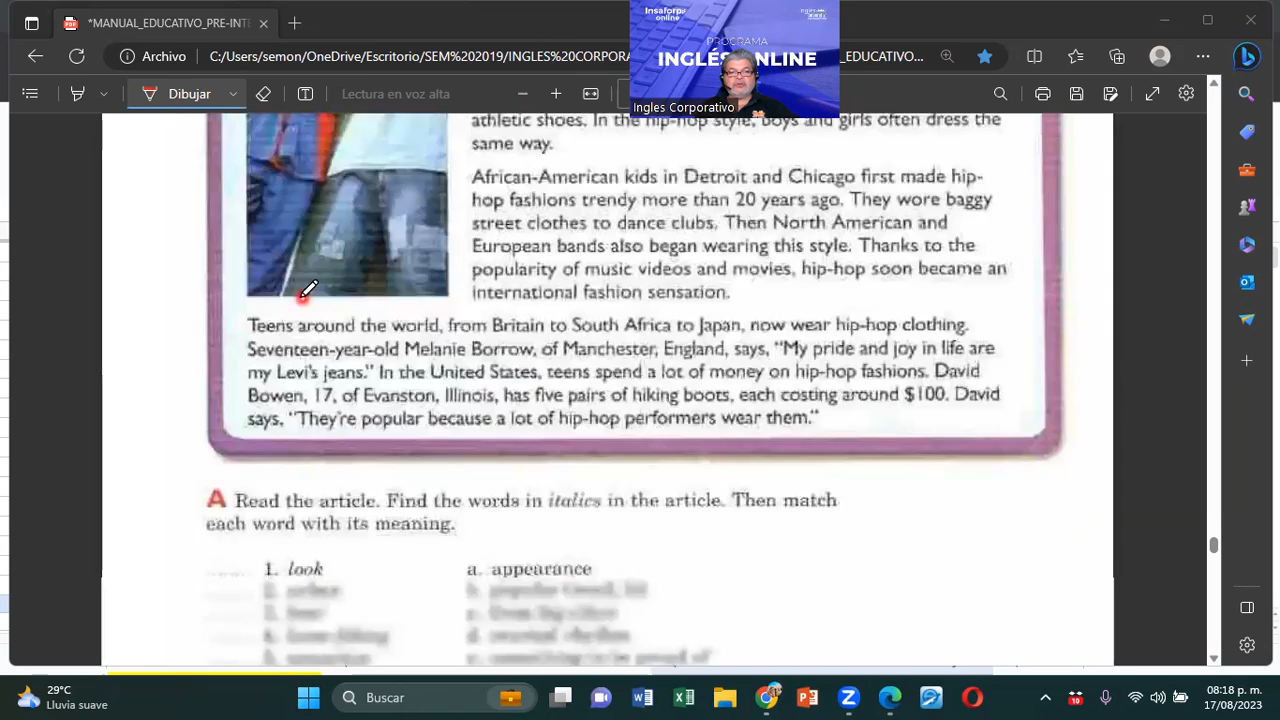 *MANUAL_EDUCATIVO_PRE-INTE
Archivo
C:/Users/semro/OneDrive/Escritorio/SEM%202019/INGLES%20CORPORA
EDUCATIVO...
Dibujar
Lectura en voz alta
Insaforp
online
PROGRAMA
INGLÉS ONLINE
Ingles Corporativo
athletic shoes. In the hip-hop style, boys and girls often dress the
same way.
African-American kids in Detroit and Chicago first made hip-
hop fashions trendy more than 20 years ago. They wore baggy
street clothes to dance clubs. Then North American and
European bands also began wearing this style. Thanks to the
popularity of music videos and movies, hip-hop soon became an
international fashion sensation.
Teens around the world, from Britain to South Africa to Japan, now wear hip-hop clothing.
Seventeen-year-old Melanie Borrow, of Manchester, England, says, "My pride and joy in life are
my Levi's jeans." In the United States, teens spend a lot of money on hip-hop fashions. David
Bowen, 17, of Evanston, Illinois, has five pairs of hiking boots, each costing around $100. David
says, "They're popular because a lot of hip-hop performers wear them."
A Read the article. Find the words in italics in the article. Then match
each word with its meaning.
1. look a. appearance
29°C
Lluvia suave
Buscar
10
08:18 p. m.
17/08/2023